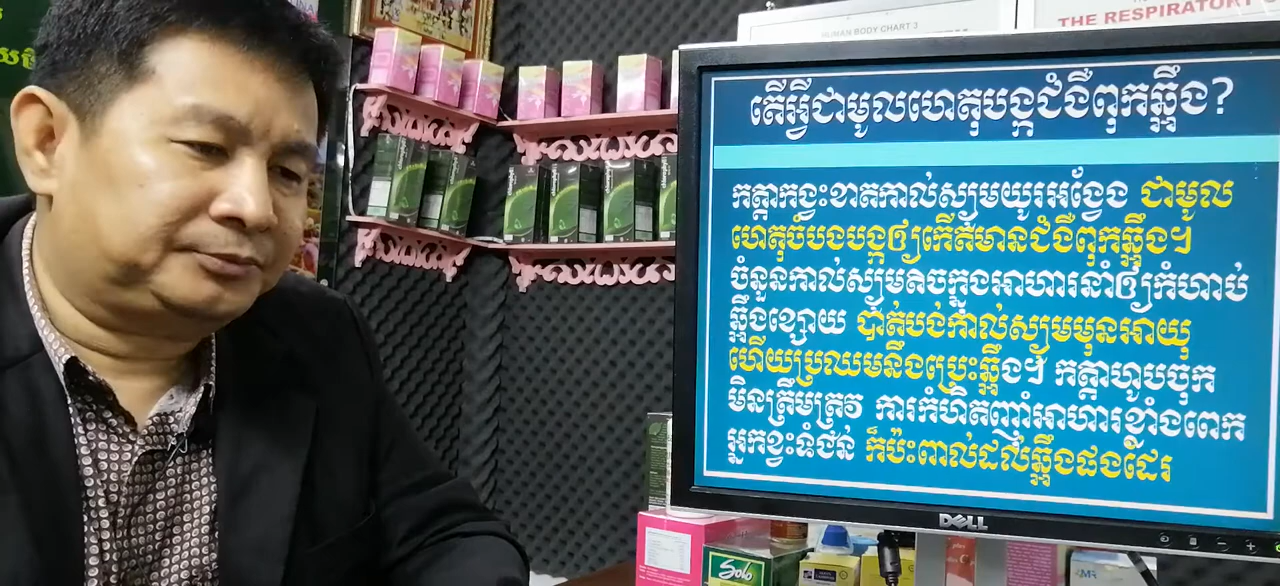 HUMAN BODY CHART 3
THE RESPIRATORY
តើអ្វីជាមូលហេតុបង្កជំងឺពុកឆ្អឹង?
កត្តាកង្វះខាតកាល់ស្យូមយូរអង្វែង ជាមូល
ហេតុចំបងបង្កឲ្យកើតមានជំងឺពុកឆ្អឹង។
ចំនួនកាល់ស្យូមតិចក្នុងអាហារនាំឲ្យកំហាប់
ឆ្អឹងខ្សោយ បាត់បង់កាល់ស្យូមមុនអាយុ
ហើយប្រឈមនឹងប្រេះឆ្អឹង។ កត្តាហូបចុក
មិនត្រឹមត្រូវ ការកំហិតញ៉ាំអាហារខ្លាំងពេក
អ្នកខ្វះទំងន់ ក៏ប៉ះពាល់ដល់ឆ្អឹងផងដែរ
DELL